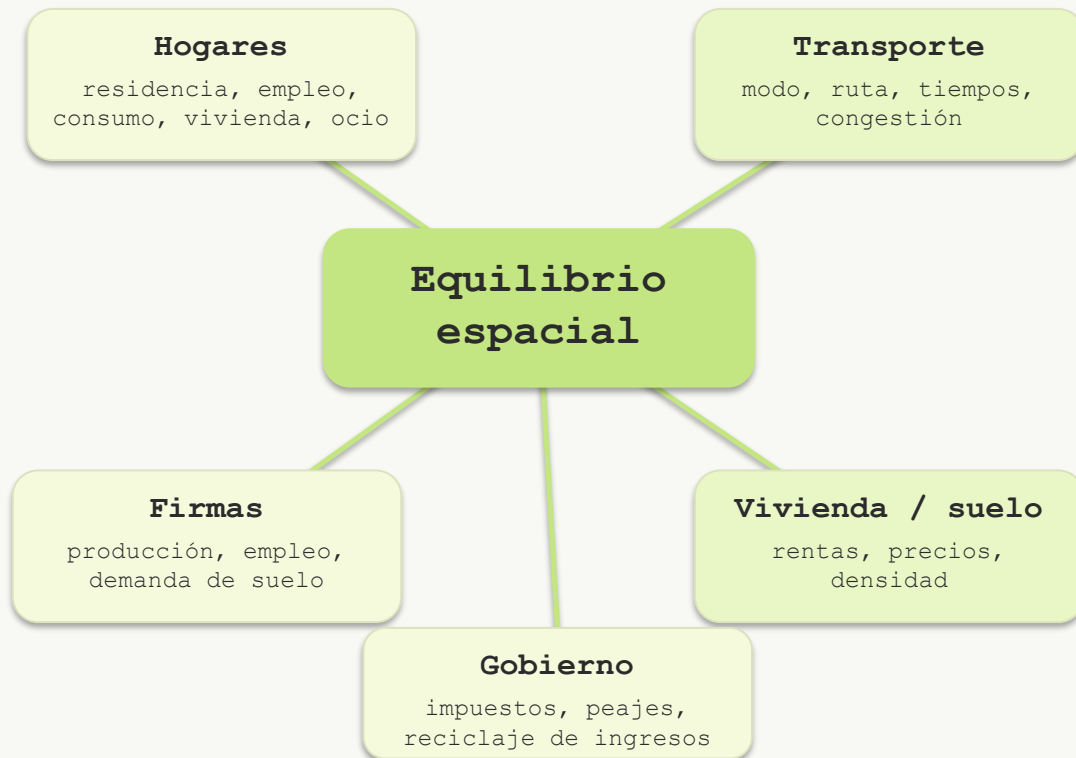 Hogares
residencia, empleo,
consumo, vivienda, ocio
Transporte
modo, ruta, tiempos,
congestión
Equilibrio
espacial
Firmas
producción, empleo,
demanda de suelo
Vivienda / suelo
rentas, precios,
densidad
Gobierno
impuestos, peajes,
reciclaje de ingresos